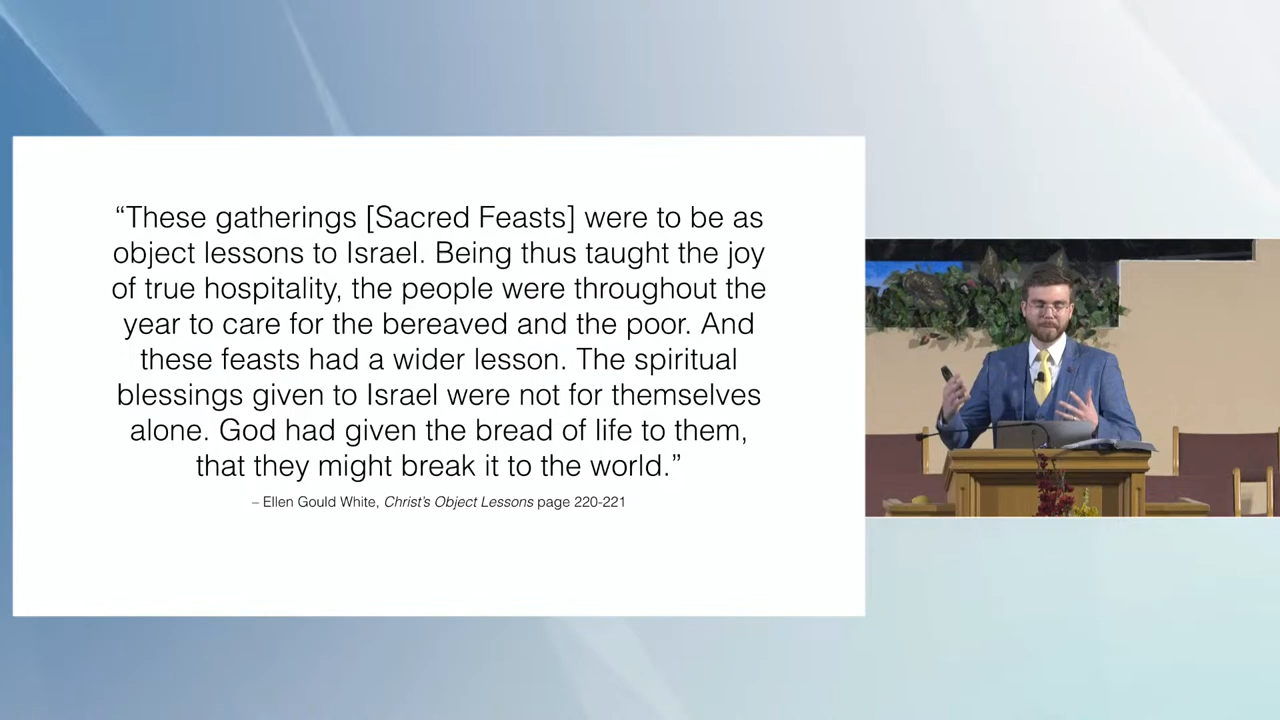 “These gatherings [Sacred Feasts] were to be as
object lessons to Israel. Being thus taught the joy
of true hospitality, the people were throughout the
year to care for the bereaved and the poor. And
these feasts had a wider lesson. The spiritual
blessings given to Israel were not for themselves
alone. God had given the bread of life to them,
that they might break it to the world.”
– Ellen Gould White, Christ’s Object Lessons page 220-221